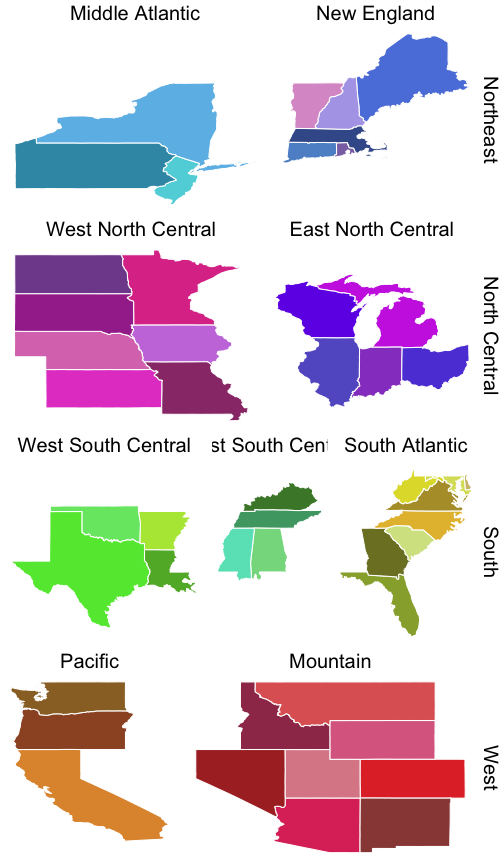 Middle Atlantic
New England
Northeast
West North Central
East North Central
North Central
West South Central
st South Cent
South Atlantic
South
Pacific
Mountain
West